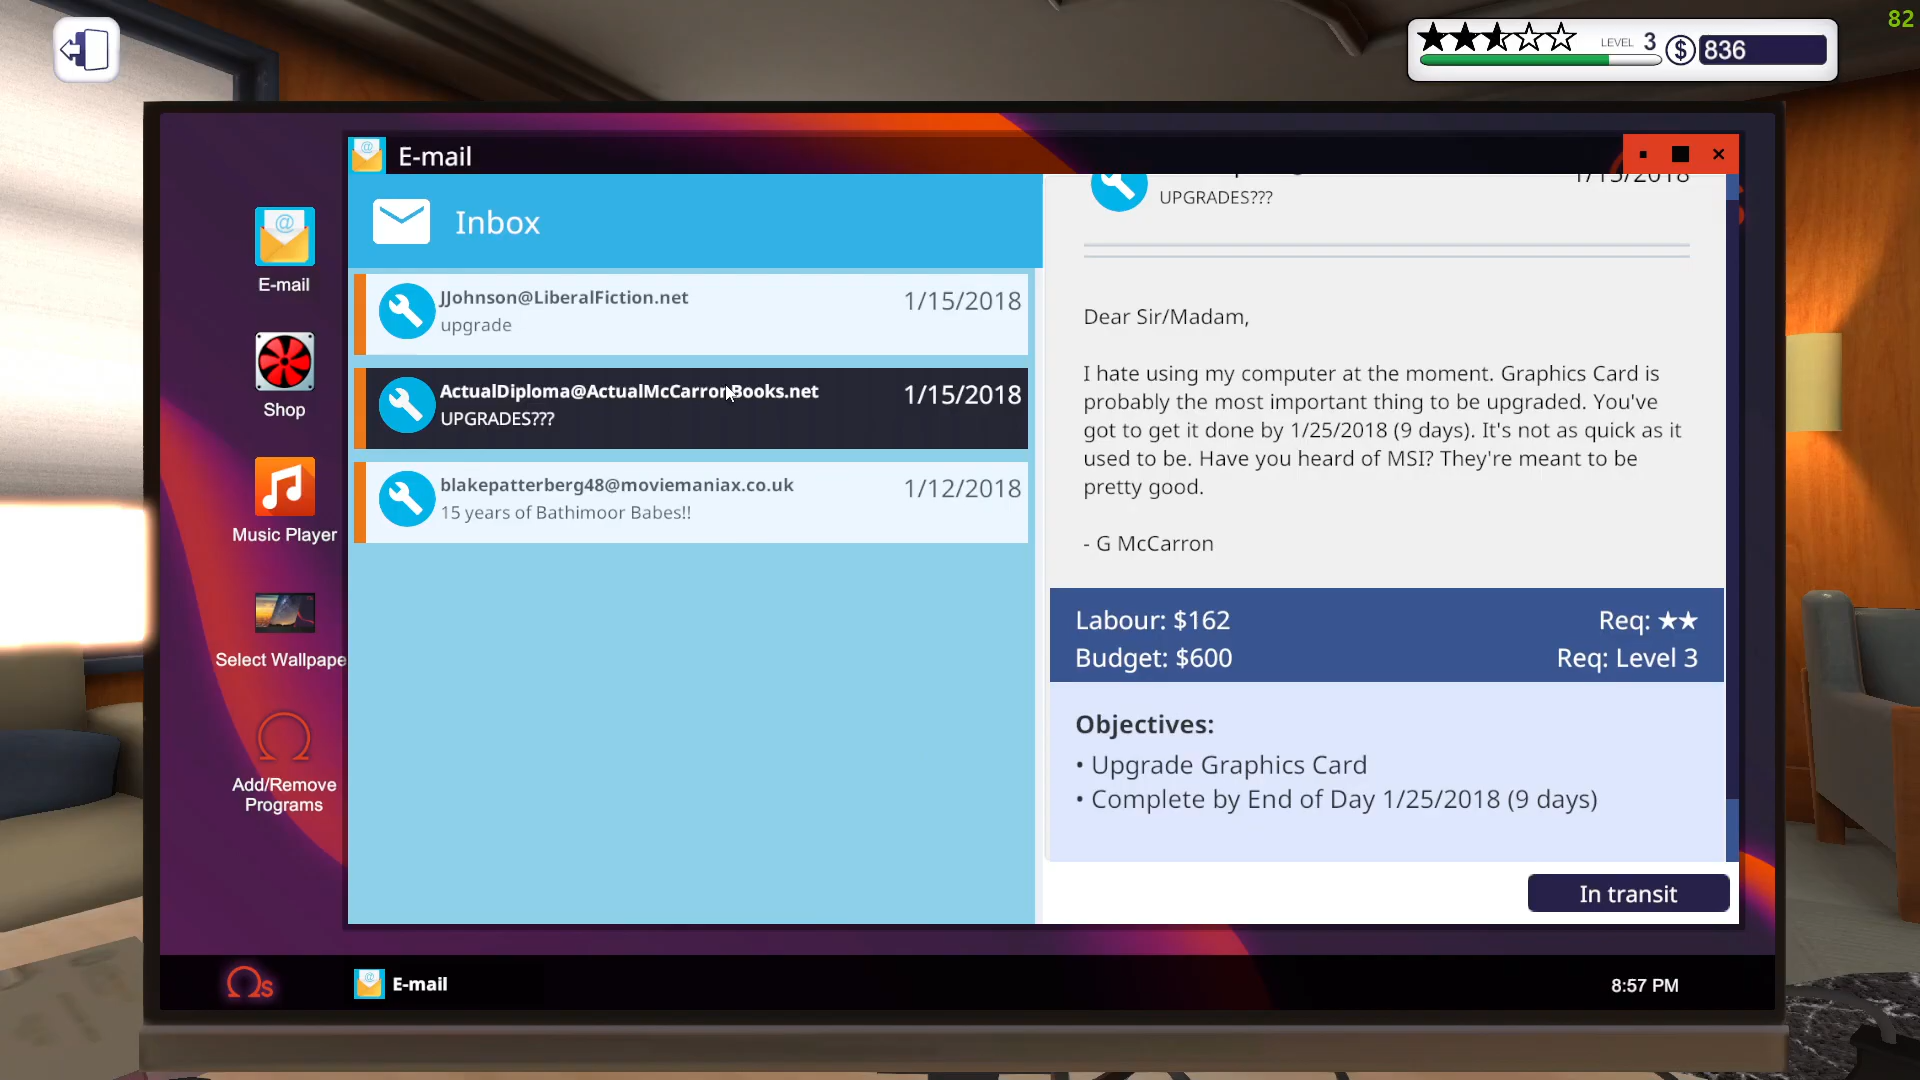 82
LEVEL 3
$ 836
E-mail
Inbox
JJohnson@LiberalFiction.net
1/15/2018
upgrade
ActualDiploma@ActualMcCarronBooks.net
1/15/2018
UPGRADES???
blakepatterberg48@moviemaniax.co.uk
1/12/2018
15 years of Bathimoor Babes!!
E-mail
Shop
Music Player
Select Wallpape
Add/Remove
Programs
1/15/2018
UPGRADES???
Dear Sir/Madam,
I hate using my computer at the moment. Graphics Card is
probably the most important thing to be upgraded. You've
got to get it done by 1/25/2018 (9 days). It's not as quick as it
used to be. Have you heard of MSI? They're meant to be
pretty good.
- G McCarron
Labour: $162
Req: ★★
Budget: $600
Req: Level 3
Objectives:
• Upgrade Graphics Card
• Complete by End of Day 1/25/2018 (9 days)
In transit
Ωs
E-mail
8:57 PM